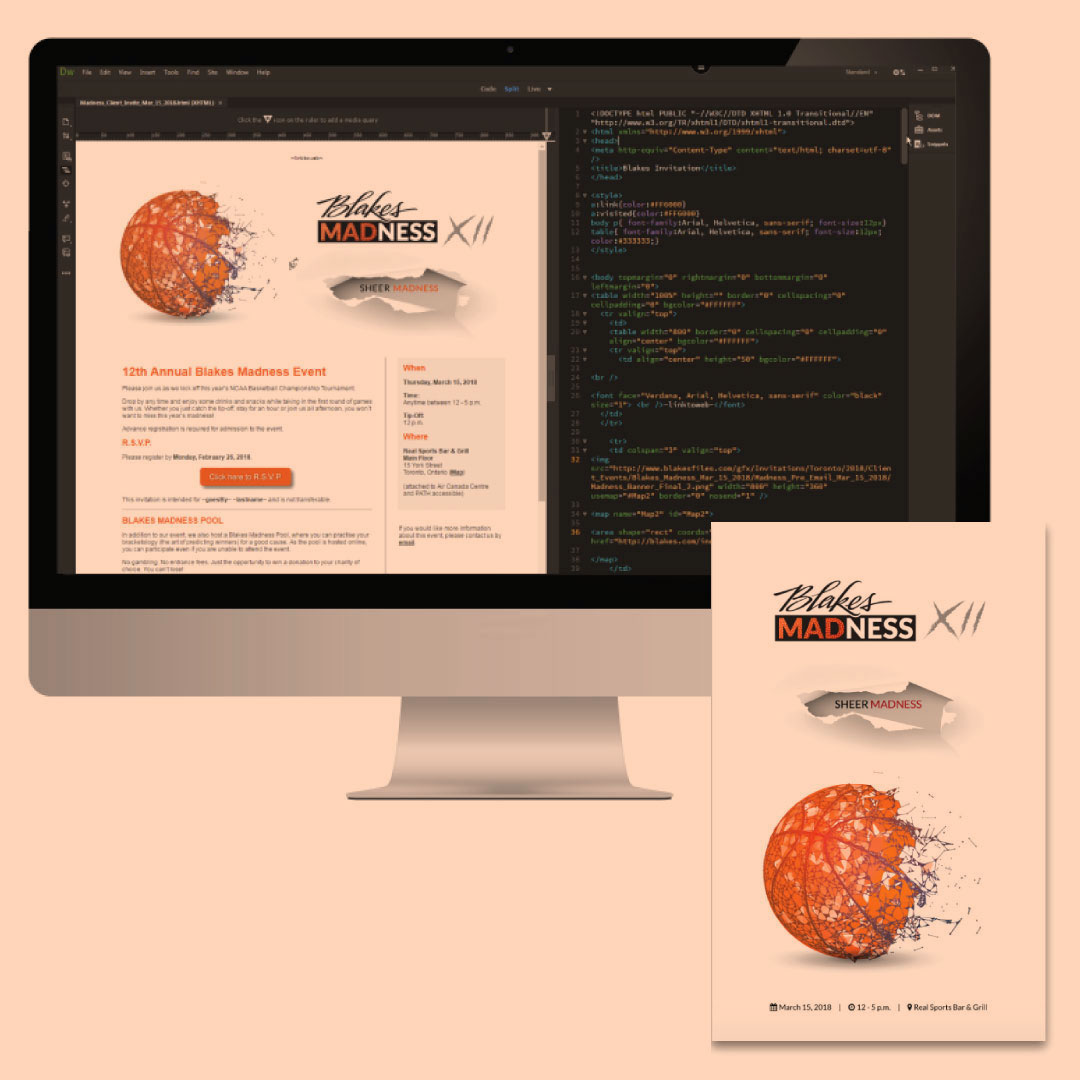 Dw File Edit View Insert Tools Find Site Window Help
Standard
Code Split Live
Madness_Client_Invite_Mar_15_2018.html (XHTML) ×
Click the icon on the ruler to add a media query
Blakes
MADNESS XII
SHEER MADNESS
12th Annual Blakes Madness Event
Please join us as we kick off this year's NCAA Basketball Championship Tournament.
Drop by any time and enjoy some drinks and snacks while taking in the first round of games
with us. Whether you just catch the tip-off, stay for an hour or join us all afternoon, you won't
want to miss this year's madness!
Advance registration is required for admission to the event.
R.S.V.P.
Please register by Monday, February 26, 2018.
Click here to R.S.V.P.
This invitation is intended for ~goesby~ ~lastname~ and is not transferable.
BLAKES MADNESS POOL
In addition to our event, we also host a Blakes Madness Pool, where you can practise your
bracketology (the art of predicting winners) for a good cause. As the pool is hosted online,
you can participate even if you are unable to attend the event.
No gambling. No entrance fees. Just the opportunity to win a donation to your charity of
choice. You can't lose!
When
Thursday, March 15, 2018
Time:
Anytime between 12 - 5 p.m.
Tip-Off:
12 p.m.
Where
Real Sports Bar & Grill
Main Floor
15 York Street
Toronto, Ontario (Map)
(attached to Air Canada Centre
and PATH accessible)
If you would like more information
about this event, please contact us by
email.
1 <!DOCTYPE html PUBLIC "-//W3C//DTD XHTML 1.0 Transitional//EN"
"http://www.w3.org/TR/xhtml1/DTD/xhtml1-transitional.dtd">
2 <html xmlns="http://www.w3.org/1999/xhtml">
3 <head>
4 <meta http-equiv="Content-Type" content="text/html; charset=utf-8"
/>
5 <title>Blakes Invitation</title>
6 </head>
7
8 <style>
9 a:link{color:#FF6600}
10 a:visited{color:#FF6600}
11 body p{ font-family:Arial, Helvetica, sans-serif; font-size:12px}
12 table{ font-family:Arial, Helvetica, sans-serif; font-size:12px;
color:#333333;}
13 </style>
14
15
16 <body topmargin="0" rightmargin="0" bottommargin="0"
leftmargin="0">
17 <table width="100%" height="" border="0" cellspacing="0"
cellpadding="0" bgcolor="#FFFFFF">
18 <tr valign="top">
19 <td>
20 <table width="800" border="0" cellspacing="0" cellpadding="0"
align="center" bgcolor="#FFFFFF">
21 <tr valign="top">
22 <td align="center" height="50" bgcolor="#FFFFFF">
23
24 <br />
25
26 <font face="Verdana, Arial, Helvetica, sans-serif" color="black"
size="1"> <br />~linktoweb~</font>
27 </td>
28 </tr>
29
30 <tr>
31 <td colspan="3" valign="top">
32 <img
src="http://www.blakesfiles.com/gfx/Invitations/Toronto/2018/Clien
t_Events/Blakes_Madness_Mar_15_2018/Madness_Pre_Email_Mar_15_2018/
Madness_Banner_Final_2.png" width="800" height="360"
usemap="#Map2" border="0" nosend="1" />
33
34 <map name="Map2" id="Map2">
35
36 <area shape="rect" coords="
href="http://blakes.com/in
37
38 </map>
39 </td>
DOM
Assets
Snippets
Blakes
MADNESS XII
SHEER MADNESS
March 15, 2018 | 12 - 5 p.m. | Real Sports Bar & Grill